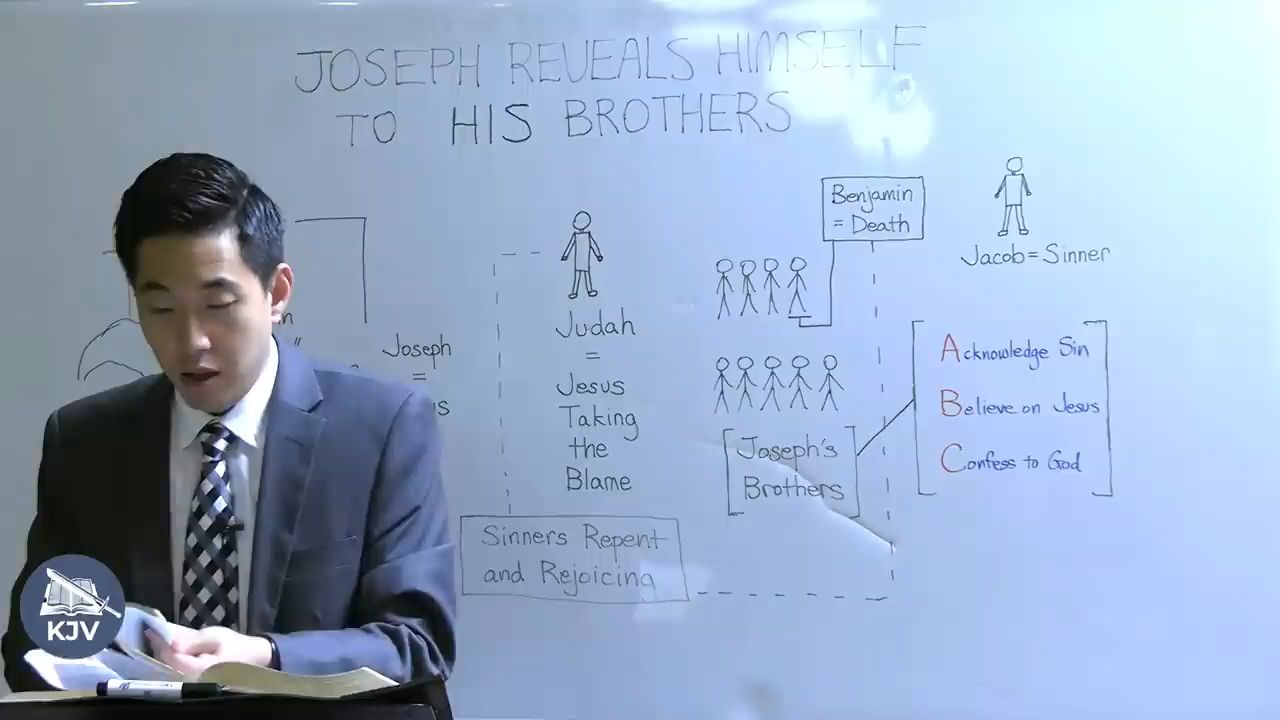 JOSEPH REVEALS HIMSELF
TO HIS BROTHERS
Joseph
=
Judah
=
Jesus
Taking
the
Blame
Sinners Repent
and Rejoicing
Benjamin
= Death
Joseph's
Brothers
Jacob = Sinner
Acknowledge Sin
Believe on Jesus
Confess to God
KJV